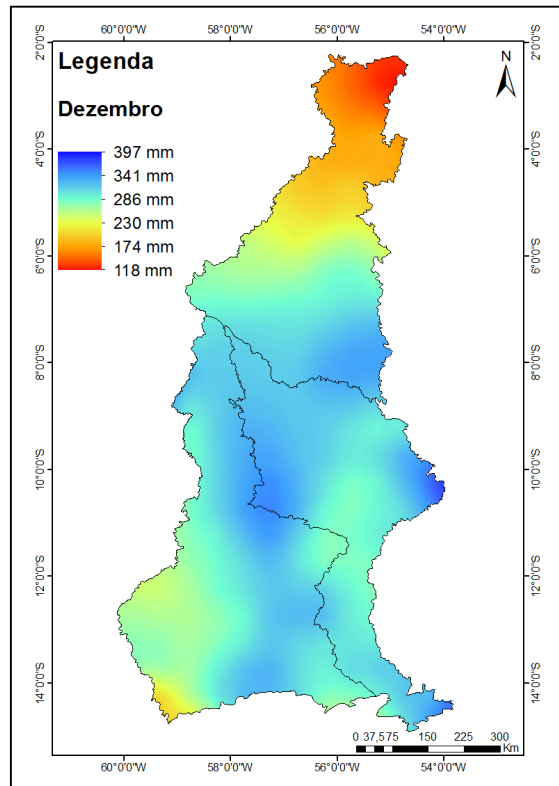 60°0'0"W 58°0'0"W 56°0'0"W 54°0'0"W
Legenda
Dezembro
397 mm
341 mm
286 mm
230 mm
174 mm
118 mm
N
2°0'0"S 2°0'0"S
4°0'0"S 4°0'0"S
6°0'0"S 6°0'0"S
8°0'0"S 8°0'0"S
10°0'0"S 10°0'0"S
12°0'0"S 12°0'0"S
14°0'0"S 14°0'0"S
0 37,575 150 225 300
Km
60°0'0"W 58°0'0"W 56°0'0"W 54°0'0"W